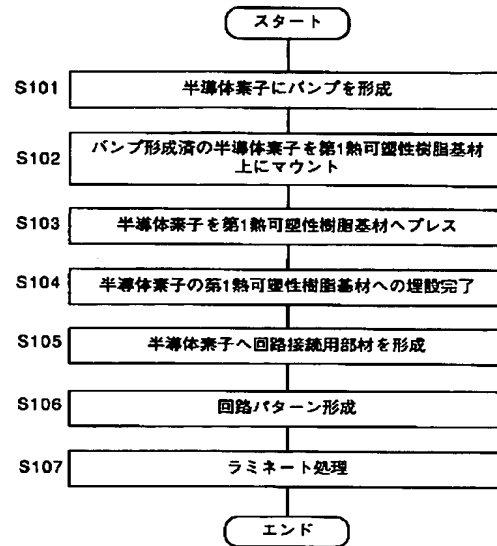 スタート
S101
半導体素子にバンプを形成
S102
バンプ形成済の半導体素子を第1熱可塑性樹脂基材
上にマウント
S103
半導体素子を第1熱可塑性樹脂基材へプレス
S104
半導体素子の第1熱可塑性樹脂基材への埋設完了
S105
半導体素子へ回路接続用部材を形成
S106
回路パターン形成
S107
ラミネート処理
エンド